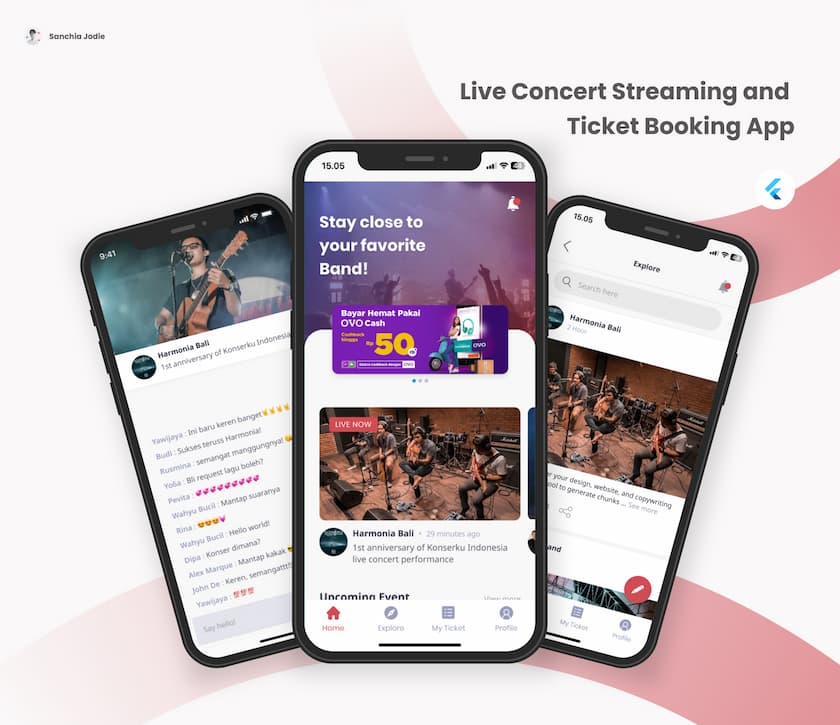 Sanchia Jodie
Live Concert Streaming and
Ticket Booking App
9:41
Harmonia Bali
1st anniversary of Konserku Indonesia
Yawijaya : Ini baru keren banget🤘🤘🤘🤘
Budi : Sukses teruss Harmonia!
Rusmina : semangat manggungnya!
Yo6a : Bli request lagu boleh?
Pevita : 💕💕💕💕💕💕💕💕
Wahyu Bucil : Mantap suaranya
Rina : 😍😍😍💘
Wahyu Bucil : Hello world!
Dipa : Konser dimana?
Alex Marque : Mantap kakak
John De : Keren, semangattt!!
Yawijaya : 💯💯💯
Say hello!
15.05
Stay close to
your favorite
Band!
Bayar Hemat Pakai
OVO Cash
Cashback
hingga
Rp 50 rb
OVO
LIVE NOW
Marshall
Harmonia Bali • 29 minutes ago
1st anniversary of Konserku Indonesia
live concert performance
Upcoming Event
View more
Home
Explore
My Ticket
Profile
15.05
Explore
Search here
Harmonia Bali
2 Hour
er your design, website, and copywriting
ool to generate chunks ... See more
and
My Ticket
Profile